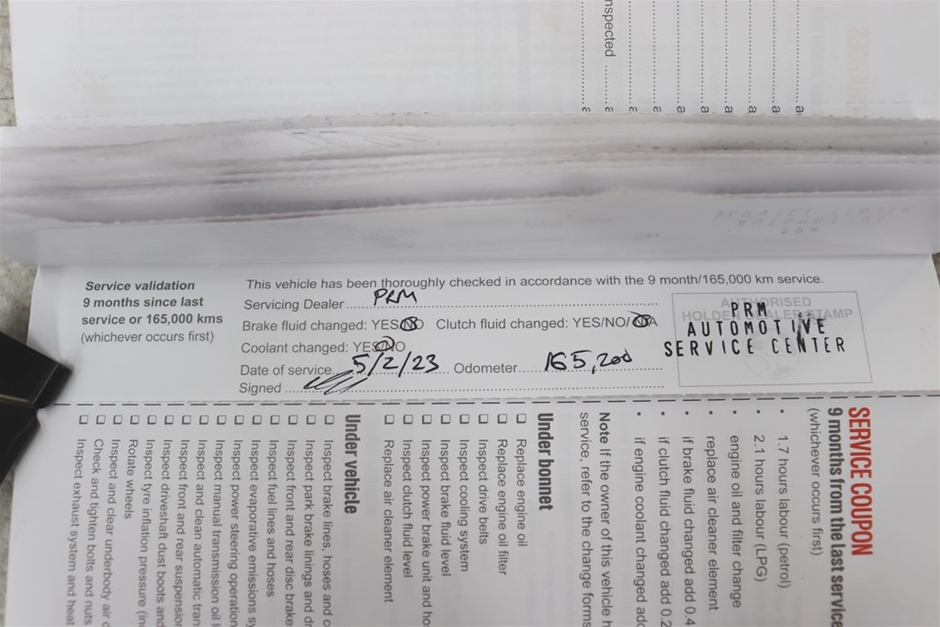 Service validation
9 months since last
service or 165,000 kms
(whichever occurs first)
This vehicle has been thoroughly checked in accordance with the 9 month/165,000 km service.
Servicing Dealer PRM
Brake fluid changed: YES/NO Clutch fluid changed: YES/NO/NA
Coolant changed: YES/NO
Date of service 5/2/23 Odometer 165,200
Signed
AUTHORISED
HOLDEN DEALER STAMP
PRM
AUTOMOTIVE
SERVICE CENTER
SERVICE COUPON
9 months from the last service
(whichever occurs first)
• 1.7 hours labour (petrol)
• 2.1 hours labour (LPG)
engine oil and filter change
replace air cleaner element
• if brake fluid changed add 0.4
• if clutch fluid changed add 0.2
• if engine coolant changed add
Note If the owner of this vehicle
service, refer to the change forms
Under bonnet
Replace engine oil
Replace engine oil filter
Inspect drive belts
Inspect cooling system
Inspect brake fluid level
Inspect power brake unit and
Inspect clutch fluid level
Replace air cleaner element
Under vehicle
Inspect brake lines, hoses and
Inspect park brake linings and
Inspect front and rear disc brake
Inspect fuel lines and hoses
Inspect evaporative emissions
Inspect power steering operation
Inspect manual transmission oil
Inspect and clean automatic
Inspect front and rear suspension
Inspect driveshaft dust boots and
Inspect tyre inflation pressure
Rotate wheels
Inspect and clear underbody air
Check and tighten bolts and nuts
Inspect exhaust system and heat